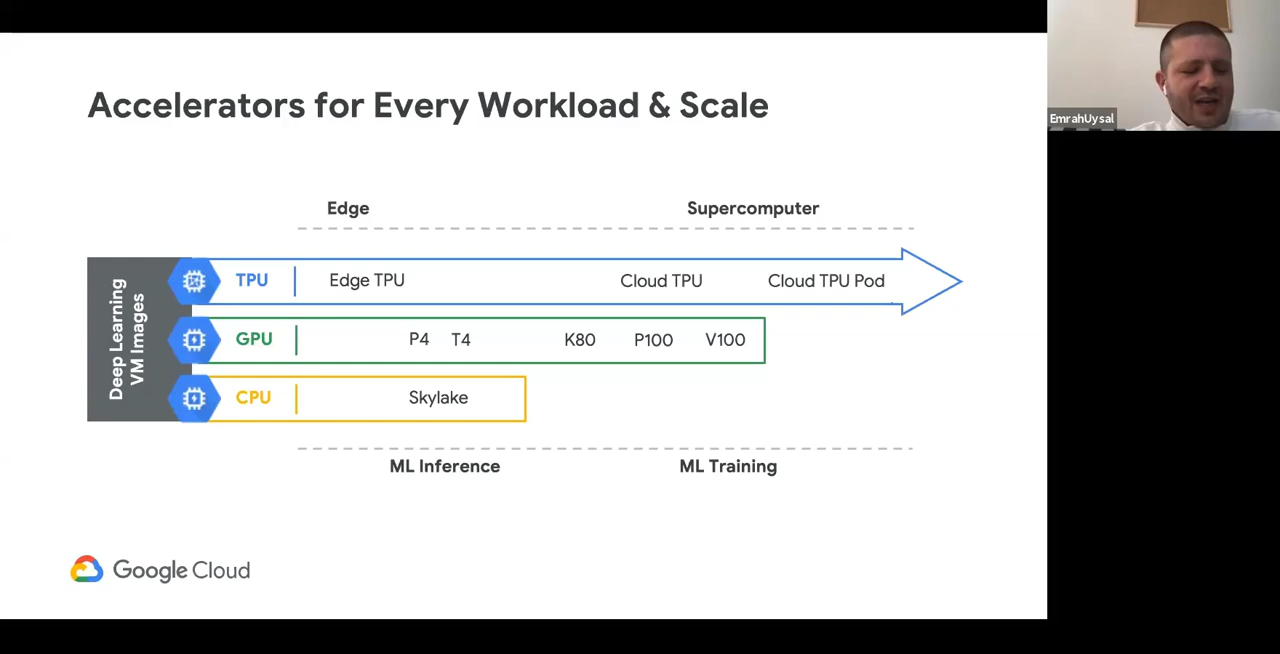 Accelerators for Every Workload & Scale
EmrahUysal
Edge
Supercomputer
Deep Learning
VM Images
TPU
Edge TPU
Cloud TPU
Cloud TPU Pod
GPU
P4
T4
K80
P100
V100
CPU
Skylake
ML Inference
ML Training
Google Cloud